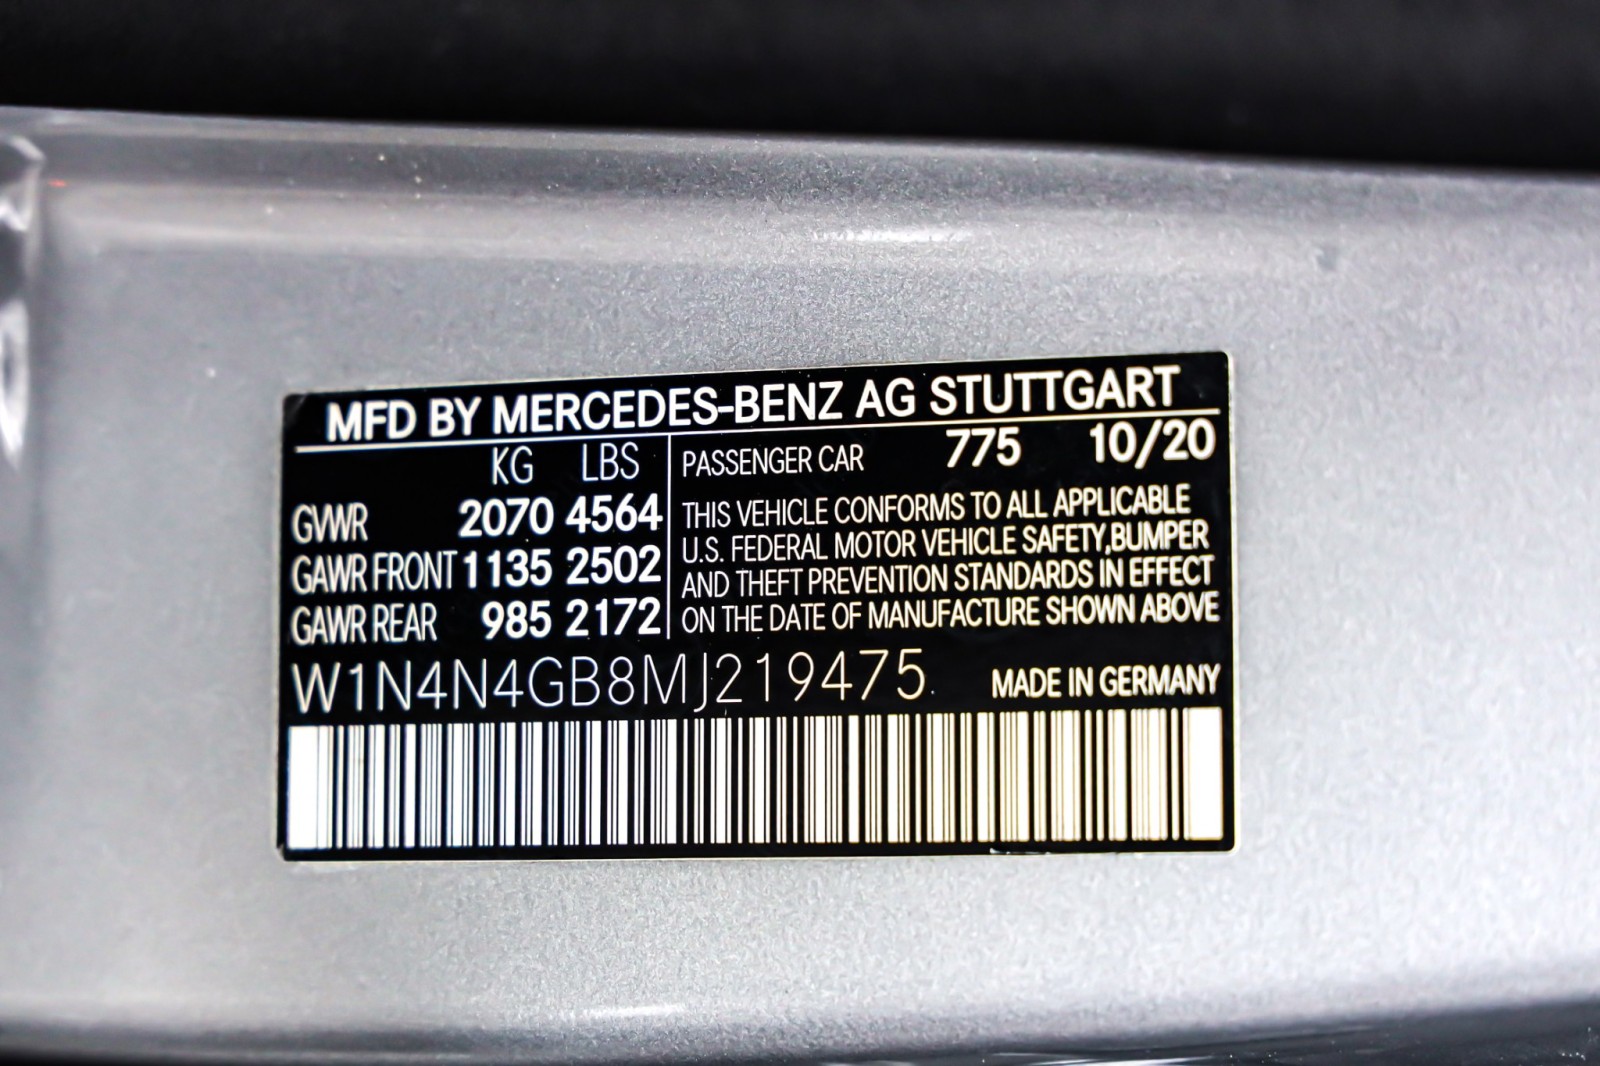 MFD BY MERCEDES-BENZ AG STUTTGART
KG LBS
GVWR 2070 4564
GAWR FRONT 1135 2502
GAWR REAR 985 2172
PASSENGER CAR 775 10/20
THIS VEHICLE CONFORMS TO ALL APPLICABLE
U.S. FEDERAL MOTOR VEHICLE SAFETY,BUMPER
AND THEFT PREVENTION STANDARDS IN EFFECT
ON THE DATE OF MANUFACTURE SHOWN ABOVE
W1N4N4GB8MJ219475 MADE IN GERMANY